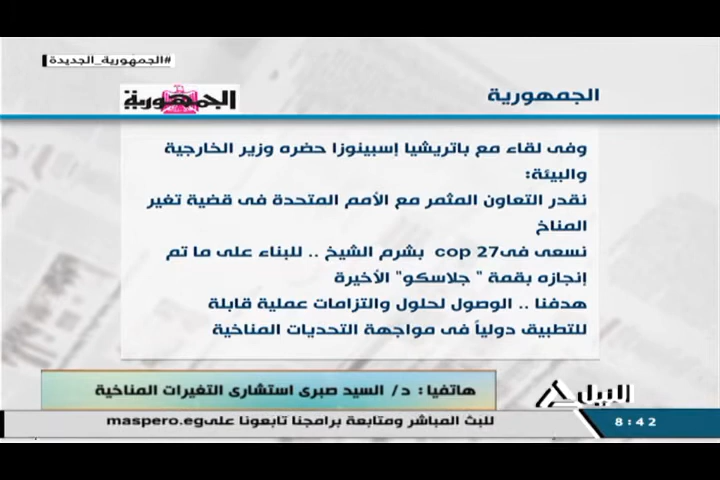 #الجمهورية_الجديدة
الجمهورية
الجمهورية
وفى لقاء مع باتريشيا إسبينوزا حضره وزير الخارجية
والبيئة:
نقدر التعاون المثمر مع الأمم المتحدة فى قضية تغير
المناخ
نسعى فى27 cop بشرم الشيخ .. للبناء على ما تم
إنجازه بقمة " جلاسكو" الأخيرة
هدفنا .. الوصول لحلول والتزامات عملية قابلة
للتطبيق دولياً فى مواجهة التحديات المناخية
هاتفيا: د/ السيد صبرى استشارى التغيرات المناخية
النيل
للبث المباشر ومتابعة برامجنا تابعونا علىmaspero.eg
8:42